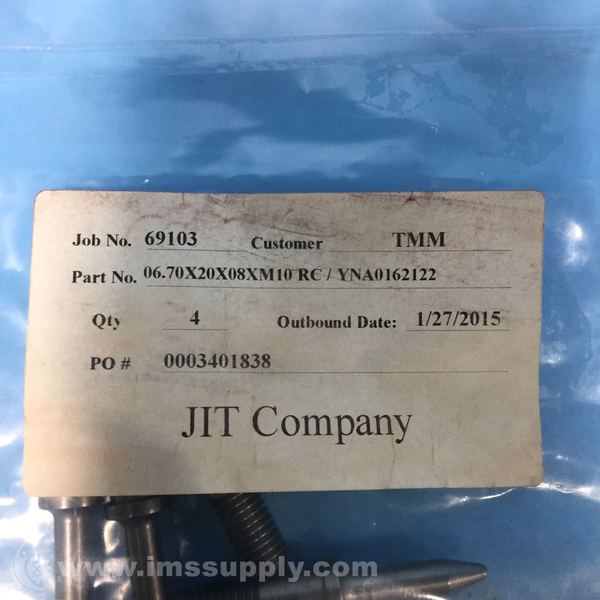 Job No. 69103 Customer TMM
Part No. 06.70X20X08XM10 RC / YNA0162122
Qty 4 Outbound Date: 1/27/2015
PO # 0003401838
JIT Company
www.imssupply.com